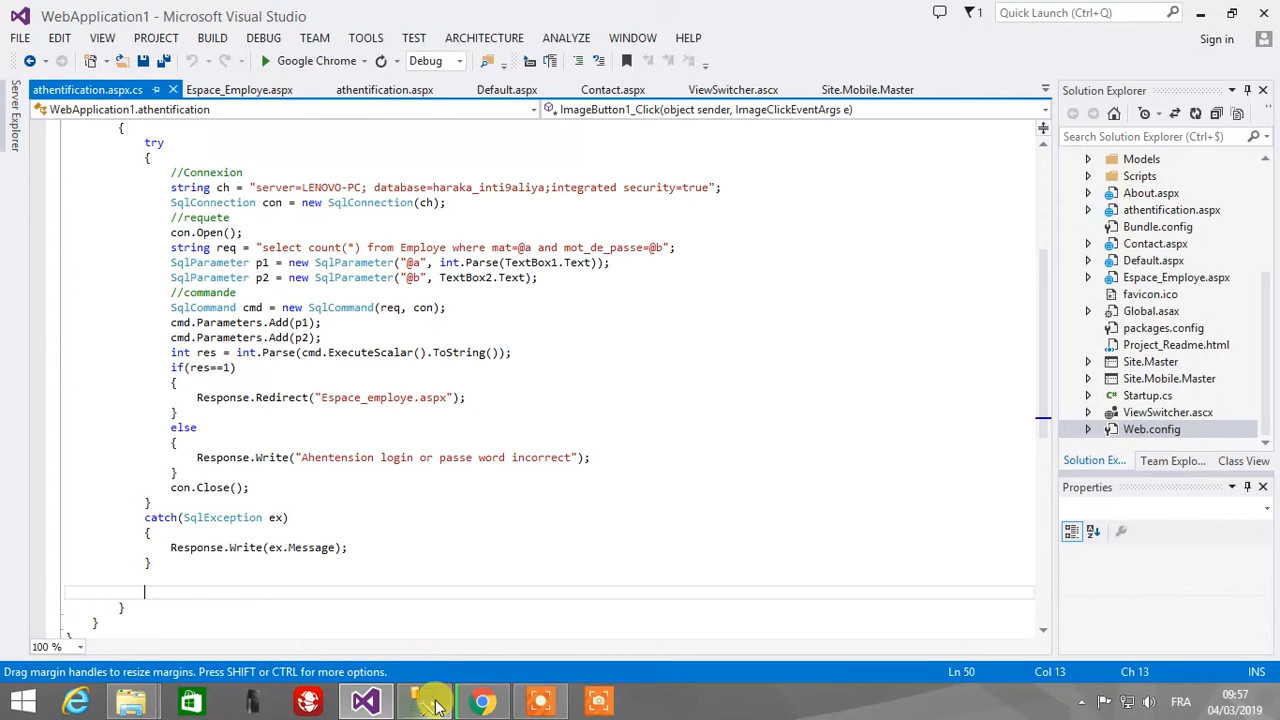 WebApplication1 - Microsoft Visual Studio
1
Quick Launch (Ctrl+Q)
FILE EDIT VIEW PROJECT BUILD DEBUG TEAM TOOLS TEST ARCHITECTURE ANALYZE WINDOW HELP
Sign in
Google Chrome
Debug
athentification.aspx.cs Espace_Employe.aspx athentification.aspx Default.aspx Contact.aspx ViewSwitcher.ascx Site.Mobile.Master
WebApplication1.athentification
ImageButton1_Click(object sender, ImageClickEventArgs e)
Server Explorer
{
try
{
//Connexion
string ch = "server=LENOVO-PC; database=haraka_inti9aliya;integrated security=true";
SqlConnection con = new SqlConnection(ch);
//requete
con.Open();
string req = "select count(*) from Employe where mat=@a and mot_de_passe=@b";
SqlParameter p1 = new SqlParameter("@a", int.Parse(TextBox1.Text));
SqlParameter p2 = new SqlParameter("@b", TextBox2.Text);
//commande
SqlCommand cmd = new SqlCommand(req, con);
cmd.Parameters.Add(p1);
cmd.Parameters.Add(p2);
int res = int.Parse(cmd.ExecuteScalar().ToString());
if(res==1)
{
Response.Redirect("Espace_employe.aspx");
}
else
{
Response.Write("Ahentension login or passe word incorrect");
}
con.Close();
}
catch(SqlException ex)
{
Response.Write(ex.Message);
}
}
}
}
100 %
Solution Explorer
Search Solution Explorer (Ctrl+$)
Models
Scripts
About.aspx
athentification.aspx
Bundle.config
Contact.aspx
Default.aspx
Espace_Employe.aspx
favicon.ico
Global.asax
packages.config
Project_Readme.html
Site.Master
Site.Mobile.Master
Startup.cs
ViewSwitcher.ascx
Web.config
Solution Ex... Team Explo... Class View
Properties
Drag margin handles to resize margins. Press SHIFT or CTRL for more options.
Ln 50
Col 13
Ch 13
INS
FRA
09:57
04/03/2019